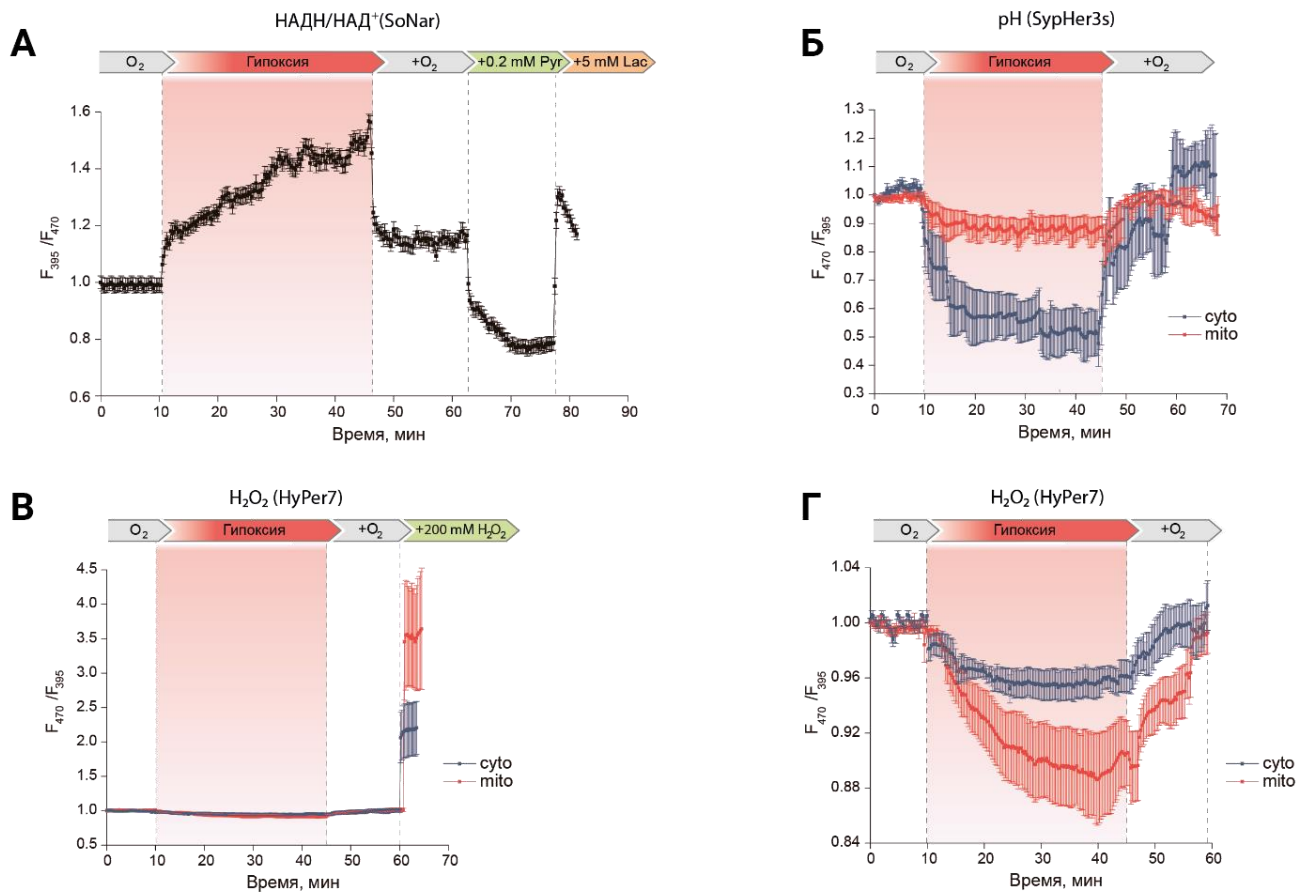 А
НАДН/НАД⁺(SoNar)
O₂
Гипоксия
+O₂
+0.2 mM Pyr
+5 mM Lac
F₃₉₅ /F₄₇₀
1.6
1.4
1.2
1.0
0.8
0.6
0 10 20 30 40 50 60 70 80 90
Время, мин
Б
pH (SypHer3s)
O₂
Гипоксия
+O₂
F₄₇₀ /F₃₉₅
1.3
1.2
1.1
1.0
0.9
0.8
0.7
0.6
0.5
0.4
0.3
cyto
mito
0 10 20 30 40 50 60 70
Время, мин
В
H₂O₂ (HyPer7)
O₂
Гипоксия
+O₂
+200 mM H₂O₂
F₄₇₀ /F₃₉₅
4.5
4.0
3.5
3.0
2.5
2.0
1.5
1.0
0.5
cyto
mito
0 10 20 30 40 50 60 70
Время, мин
Г
H₂O₂ (HyPer7)
O₂
Гипоксия
+O₂
F₄₇₀ /F₃₉₅
1.04
1.00
0.96
0.92
0.88
0.84
cyto
mito
0 10 20 30 40 50 60
Время, мин